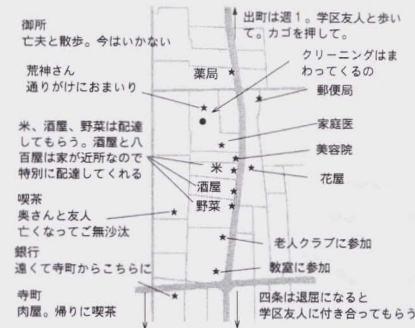 御所
亡夫と散歩。今はいかない
荒神さん
通りがけにおまいり
米、酒屋、野菜は配達
してもらう。酒屋と八
百屋は家が近所なので
特別に配達してくれる
喫茶
奥さんと友人
亡くなってご無沙汰
銀行
遠くて寺町からこちらに
寺町
肉屋。帰りに喫茶
薬局
米
酒屋
野菜
出町は週1。学区友人と歩い
て。カゴを押して。
クリーニングはま
わってくるの
郵便局
家庭医
美容院
花屋
老人クラブに参加
教室に参加
四条は退屈になると
学区友人に付き合ってもらう